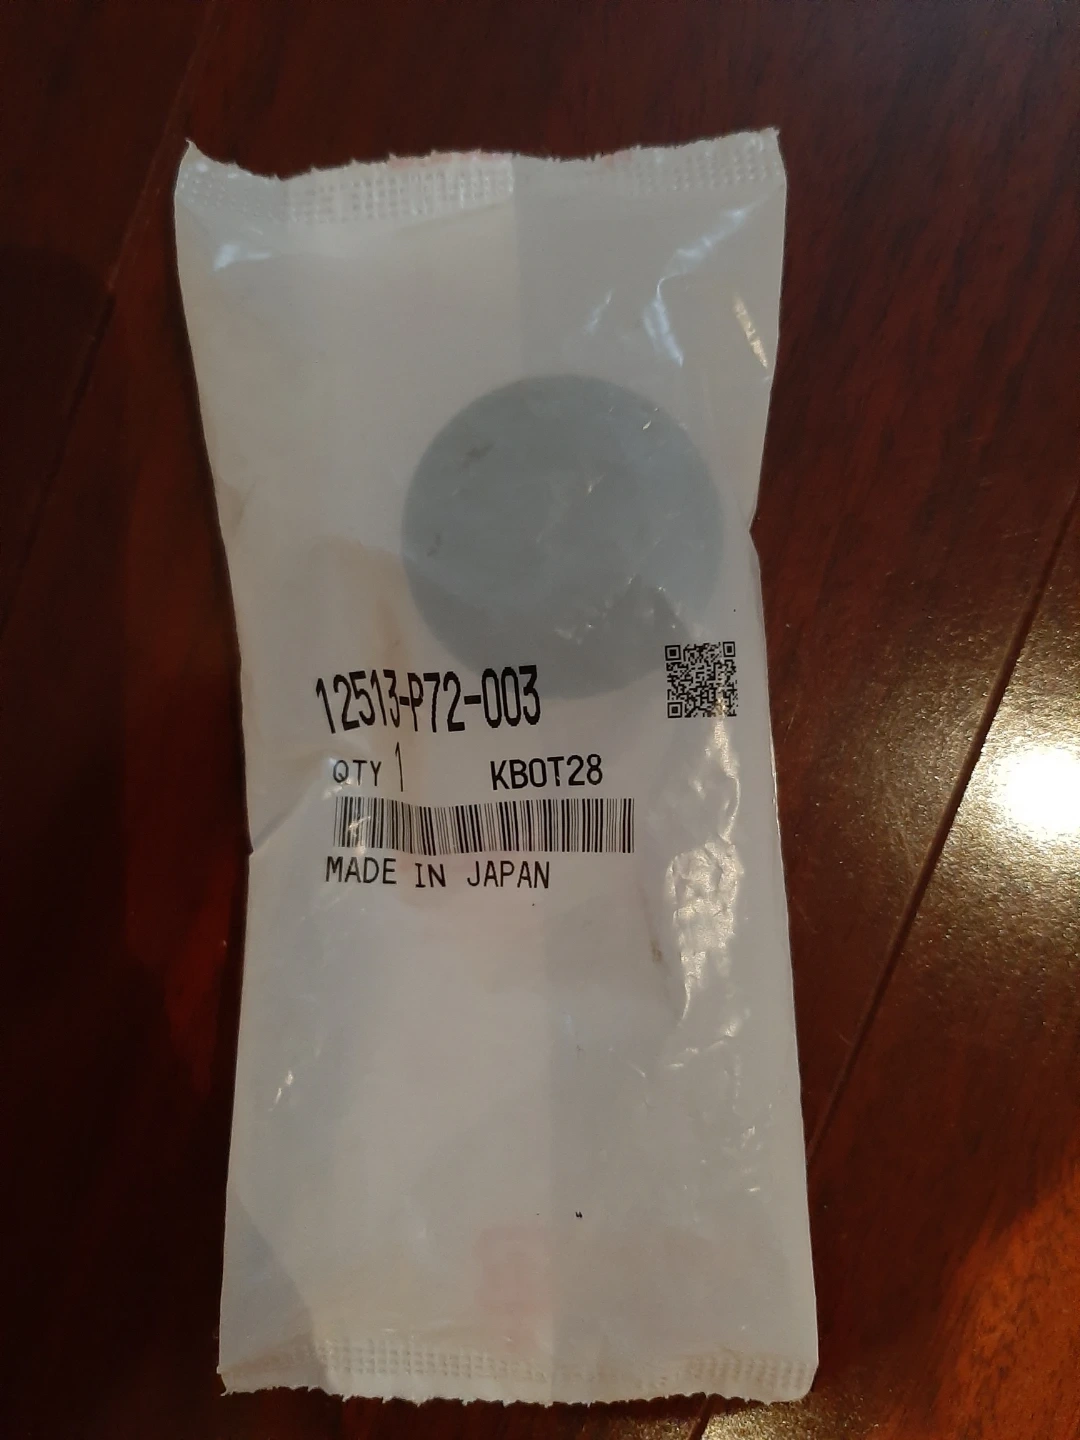 12513-P72-003
QTY 1 KBOT28
MADE IN JAPAN